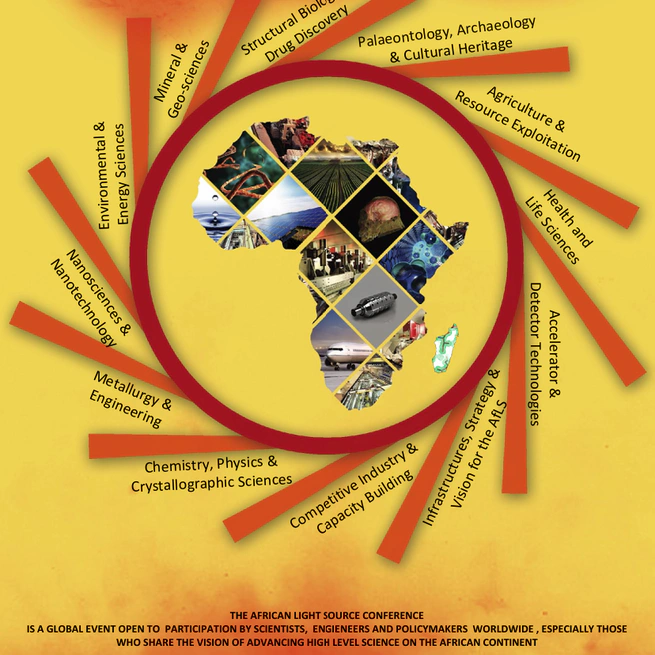 Structural
Drug Discovery
Palaeontology, Archaeology
& Cultural Heritage
Agriculture &
Resource Exploitation
Health and
Life Sciences
Accelerator &
Detector Technologies
Infrastructures, Strategy &
Vision for the AfLS
Competitive Industry &
Capacity Building
Chemistry, Physics &
Crystallographic Sciences
Metallurgy &
Engineering
Nanosciences &
Nanotechnology
Environmental &
Energy Sciences
Mineral &
Geo-sciences
THE AFRICAN LIGHT SOURCE CONFERENCE
IS A GLOBAL EVENT OPEN TO PARTICIPATION BY SCIENTISTS, ENGIENEERS AND POLICYMAKERS WORLDWIDE , ESPECIALLY THOSE
WHO SHARE THE VISION OF ADVANCING HIGH LEVEL SCIENCE ON THE AFRICAN CONTINENT